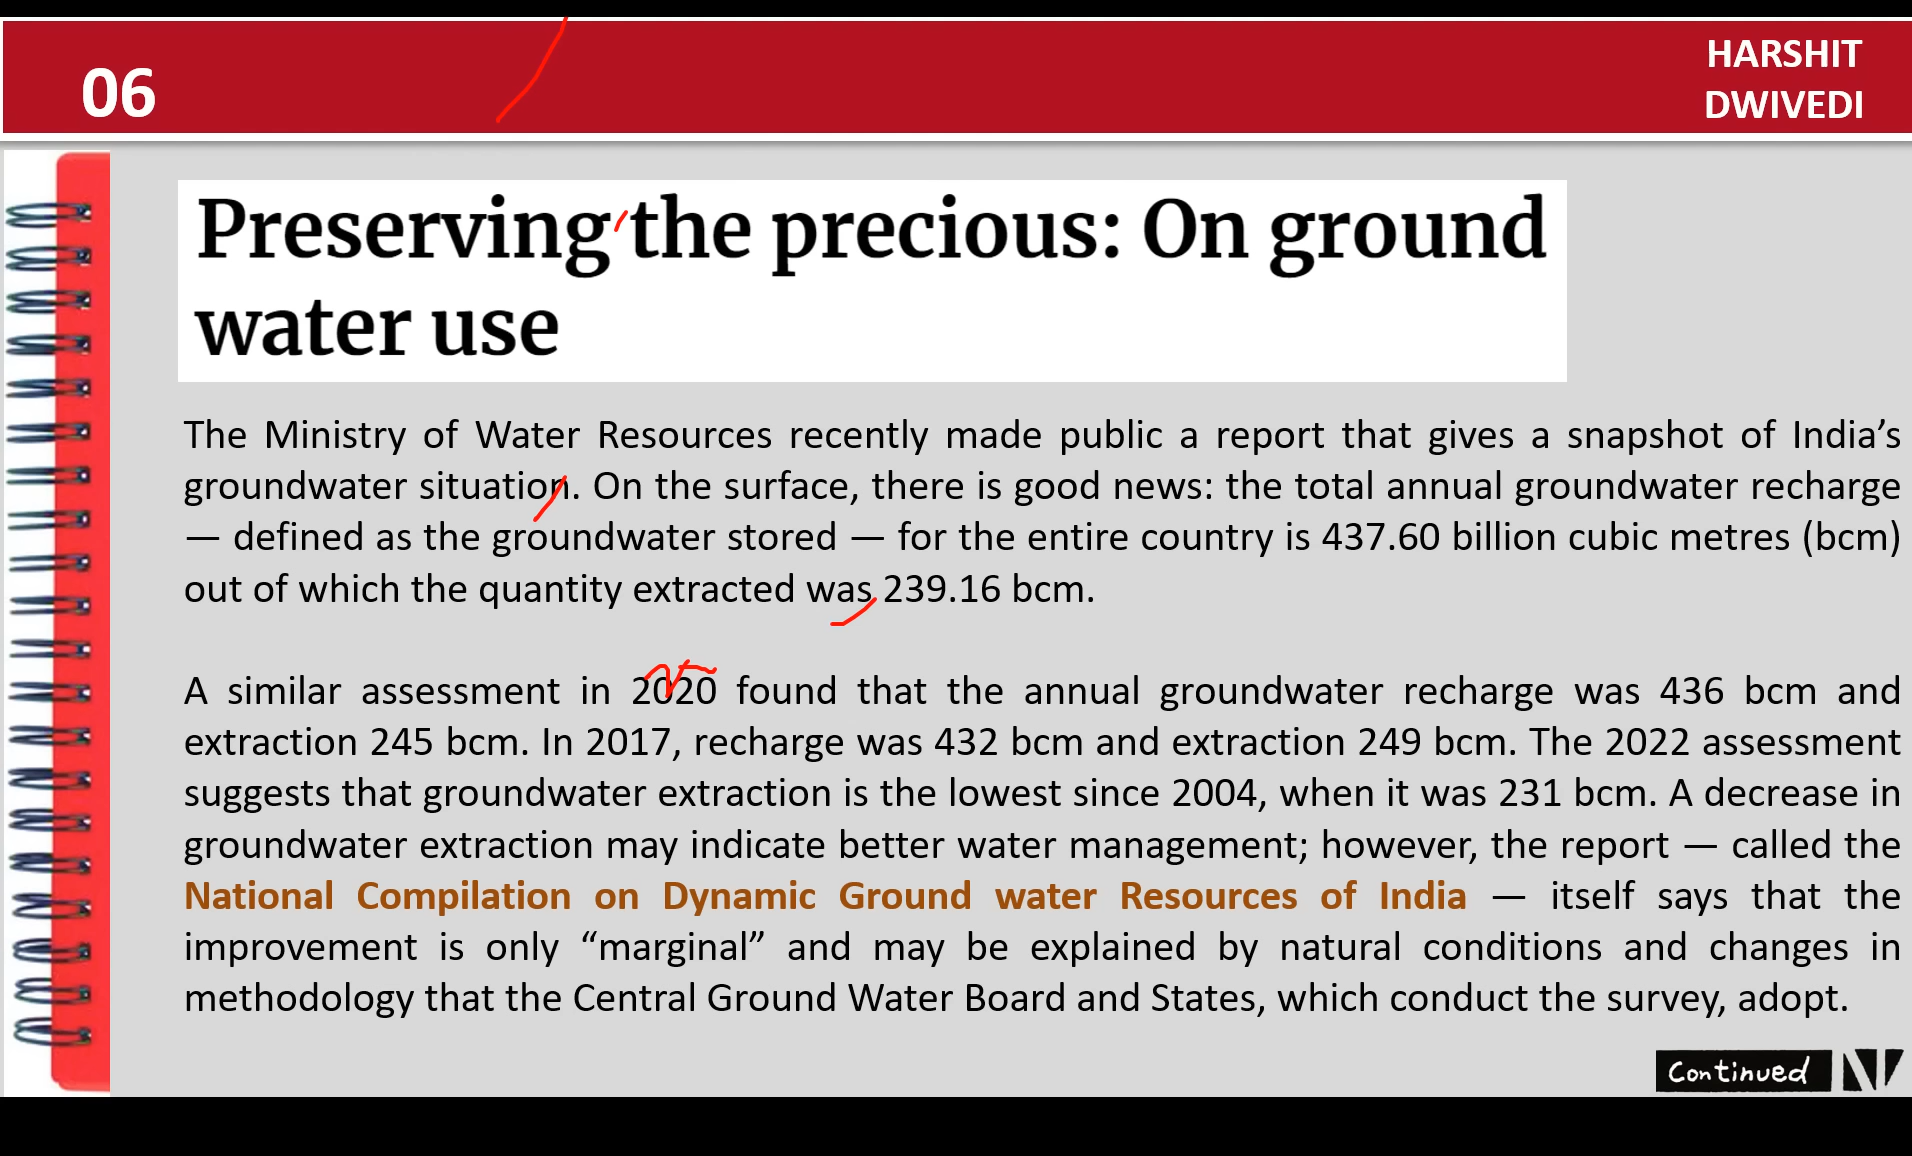 06
HARSHIT
DWIVEDI
Preserving the precious: On ground
water use
The Ministry of Water Resources recently made public a report that gives a snapshot of India’s
groundwater situation. On the surface, there is good news: the total annual groundwater recharge
— defined as the groundwater stored — for the entire country is 437.60 billion cubic metres (bcm)
out of which the quantity extracted was 239.16 bcm.
A similar assessment in 2020 found that the annual groundwater recharge was 436 bcm and
extraction 245 bcm. In 2017, recharge was 432 bcm and extraction 249 bcm. The 2022 assessment
suggests that groundwater extraction is the lowest since 2004, when it was 231 bcm. A decrease in
groundwater extraction may indicate better water management; however, the report — called the
National Compilation on Dynamic Ground water Resources of India — itself says that the
improvement is only “marginal” and may be explained by natural conditions and changes in
methodology that the Central Ground Water Board and States, which conduct the survey, adopt.
Continued